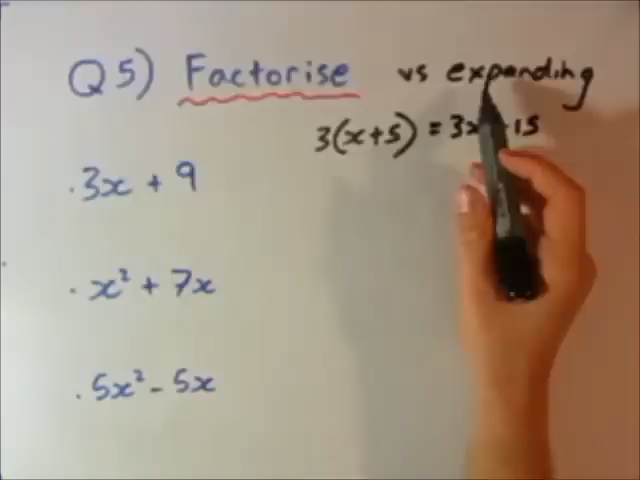 Q5) Factorise vs expanding
3(x+5) = 3x 15
· 3x + 9
· x² + 7x
· 5x² - 5x